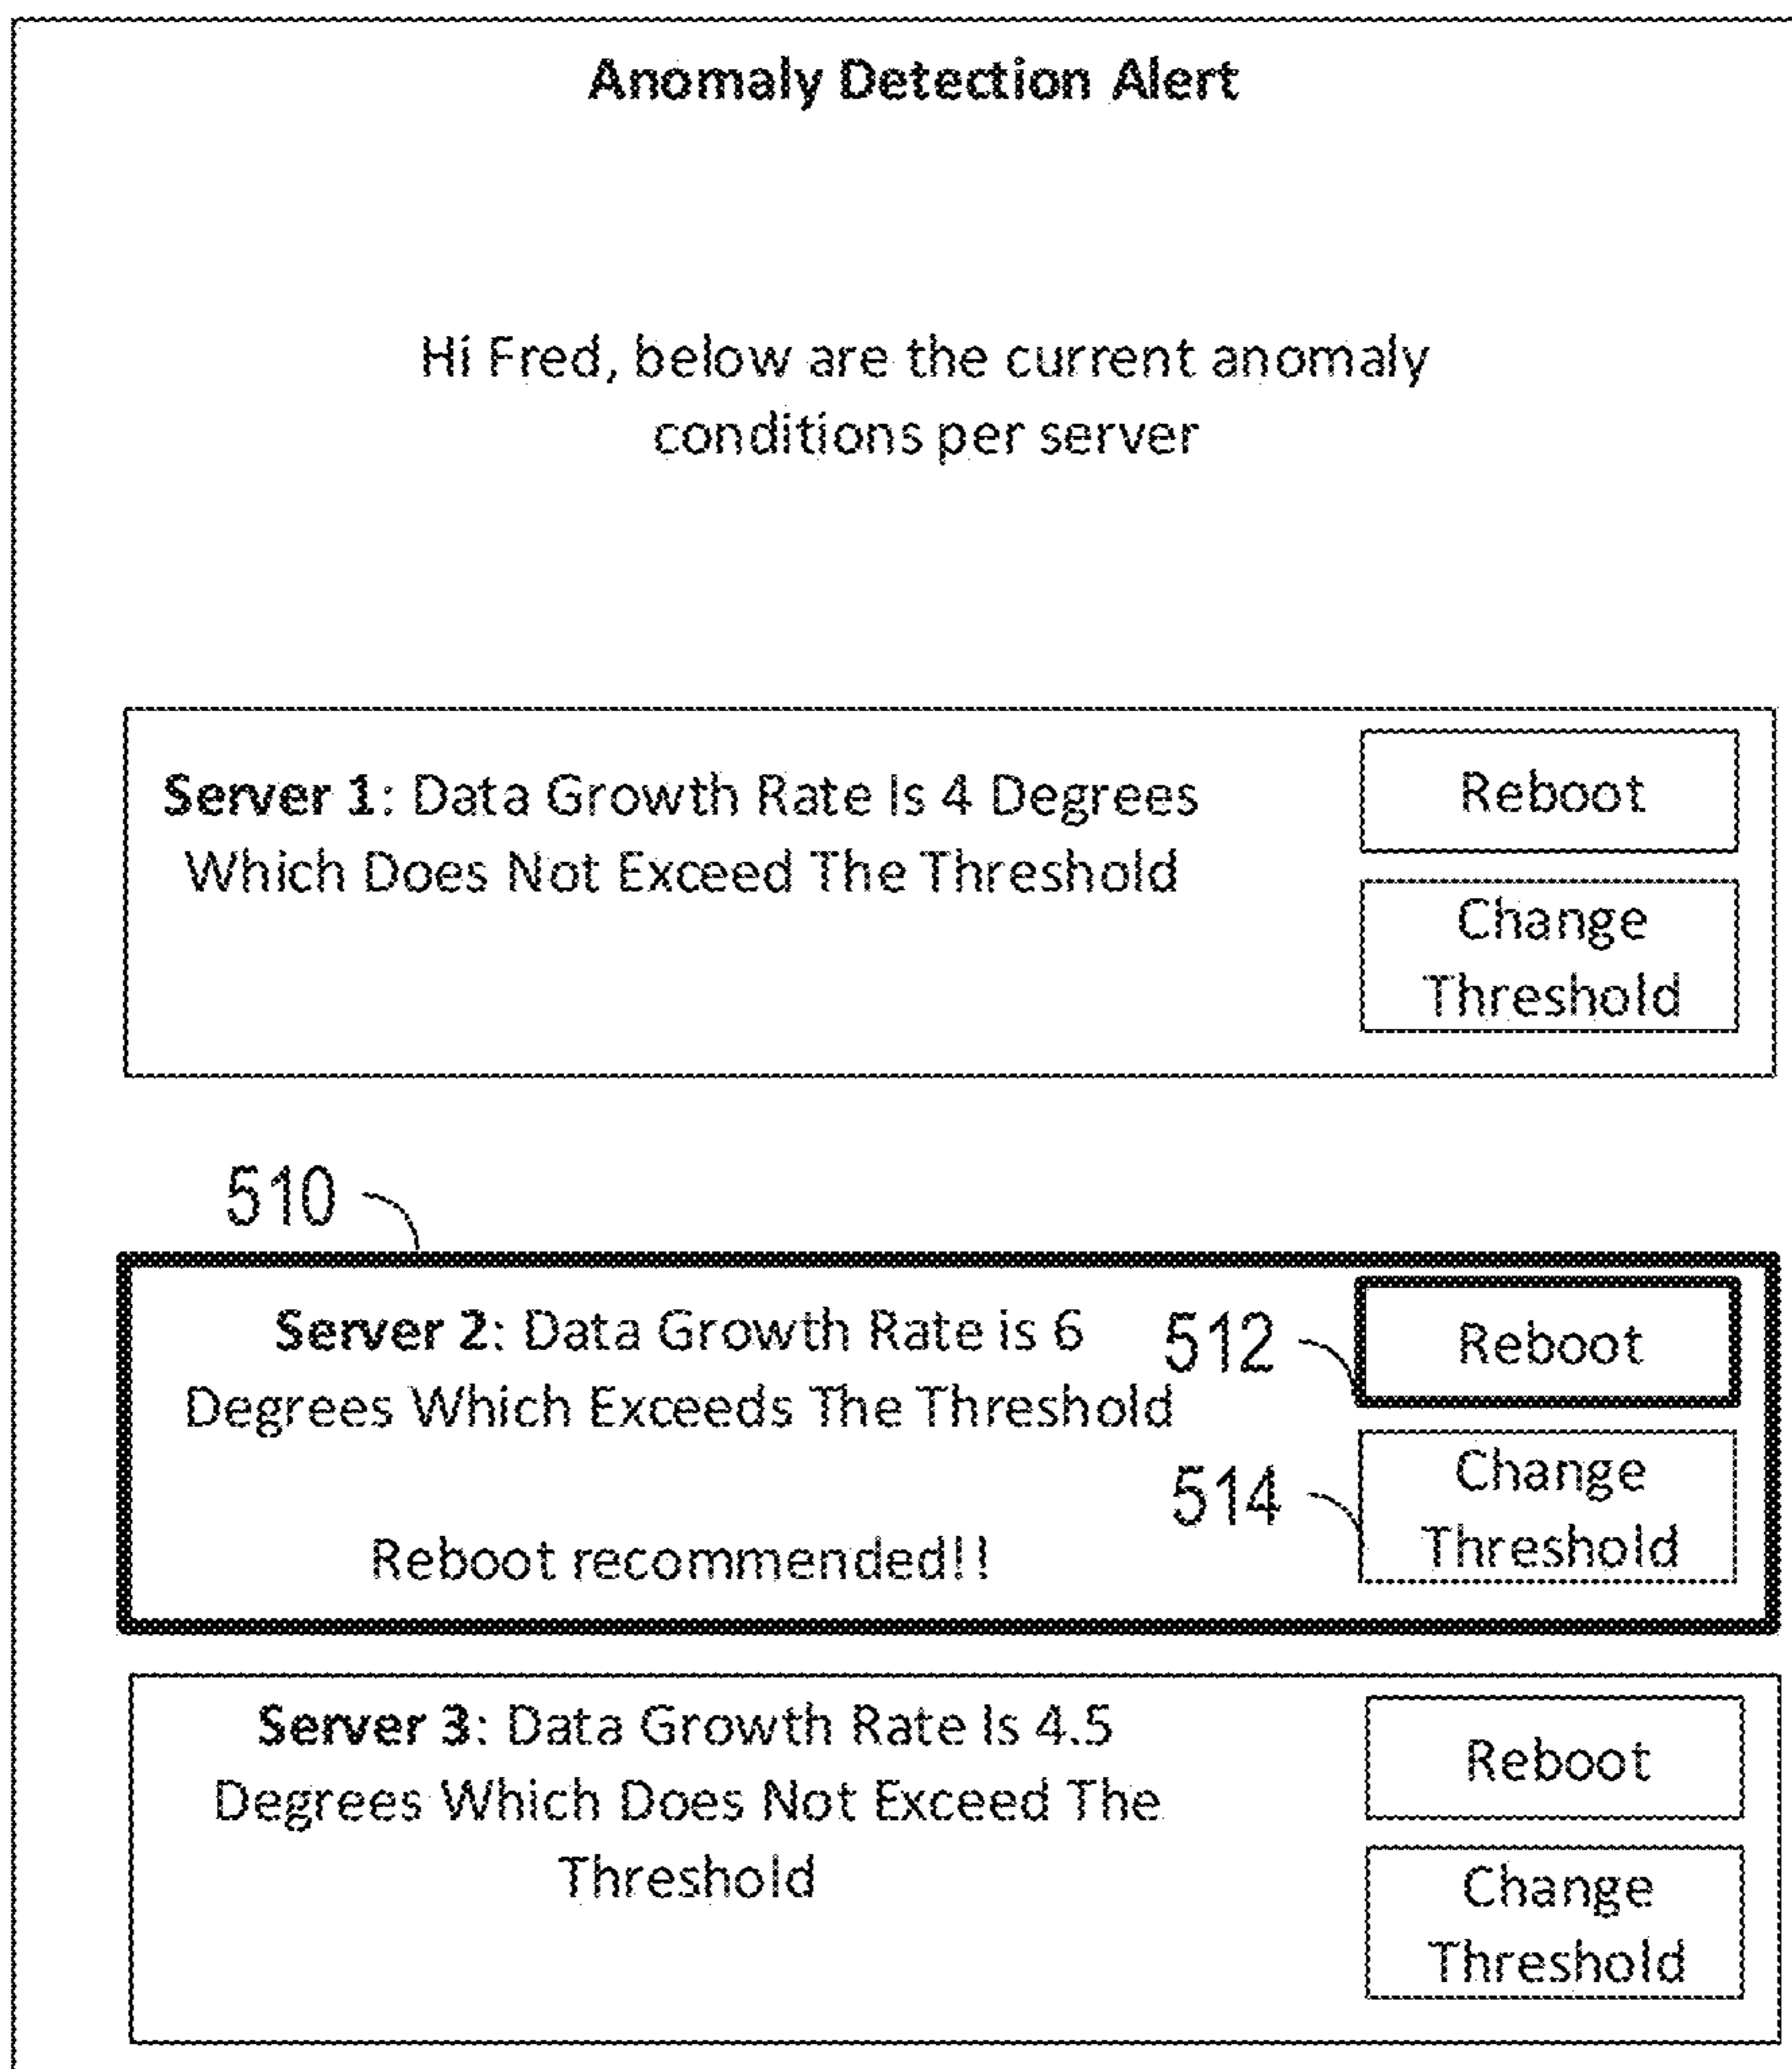 Anomaly Detection Alert
Hi Fred, below are the current anomaly
conditions per server
Server 1: Data Growth Rate Is 4 Degrees
Which Does Not Exceed The Threshold
Reboot
Change
Threshold
510
Server 2: Data Growth Rate is 6
Degrees Which Exceeds The Threshold
Reboot recommended!!
512
Reboot
514
Change
Threshold
Server 3: Data Growth Rate Is 4.5
Degrees Which Does Not Exceed The
Threshold
Reboot
Change
Threshold